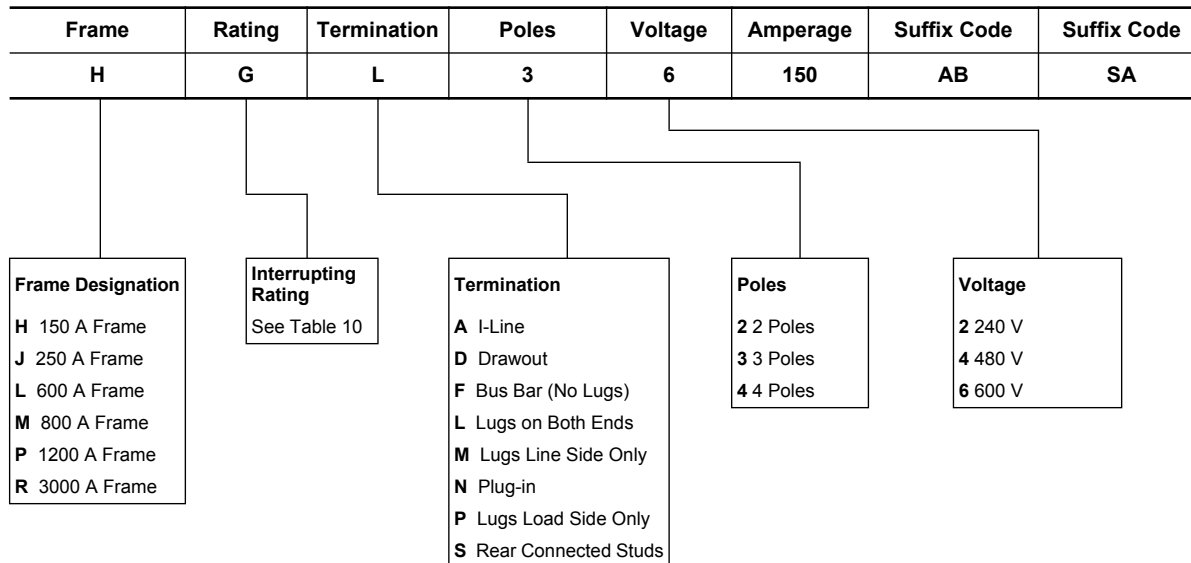 Frame Rating Termination Poles Voltage Amperage Suffix Code Suffix Code
H G L 3 6 150 AB SA
Frame Designation
H 150 A Frame
J 250 A Frame
L 600 A Frame
M 800 A Frame
P 1200 A Frame
R 3000 A Frame
Interrupting
Rating
See Table 10
Termination
A I-Line
D Drawout
F Bus Bar (No Lugs)
L Lugs on Both Ends
M Lugs Line Side Only
N Plug-in
P Lugs Load Side Only
S Rear Connected Studs
Poles
2 2 Poles
3 3 Poles
4 4 Poles
Voltage
2 240 V
4 480 V
6 600 V